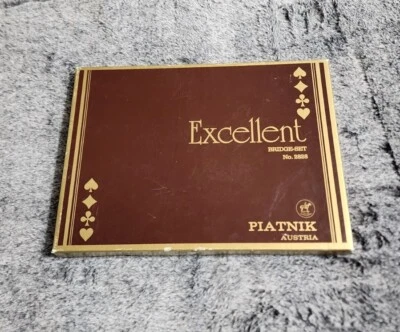 Excellent
BRIDGE-SET
PIATNIK
AUSTRIA